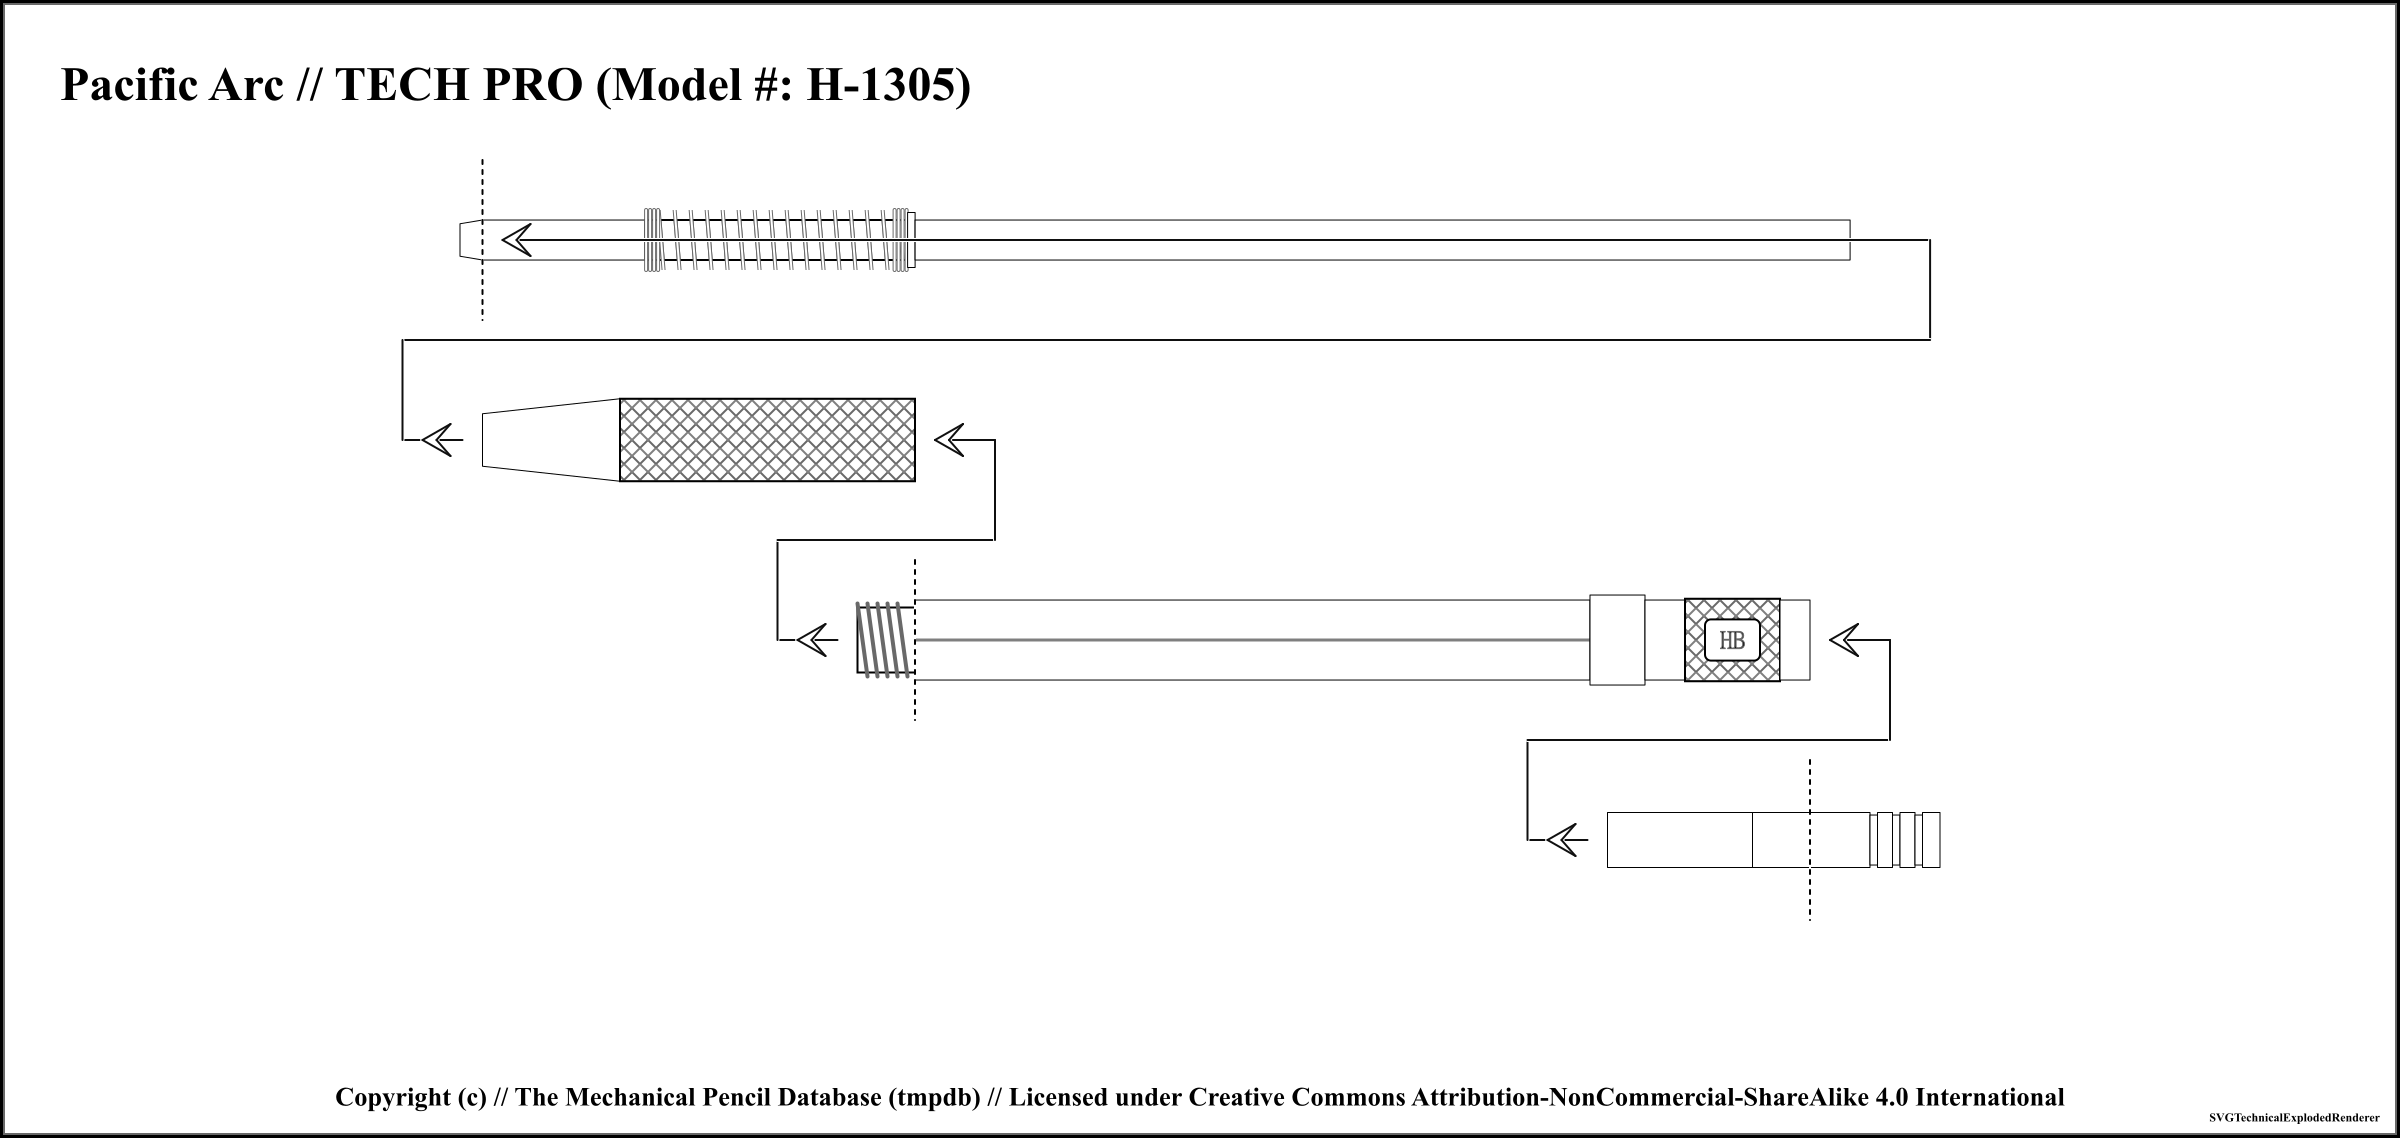 Pacific Arc // TECH PRO (Model #: H-1305)
HB
Copyright (c) // The Mechanical Pencil Database (tmpdb) // Licensed under Creative Commons Attribution-NonCommercial-ShareAlike 4.0 International
SVGTechnicalExplodedRenderer